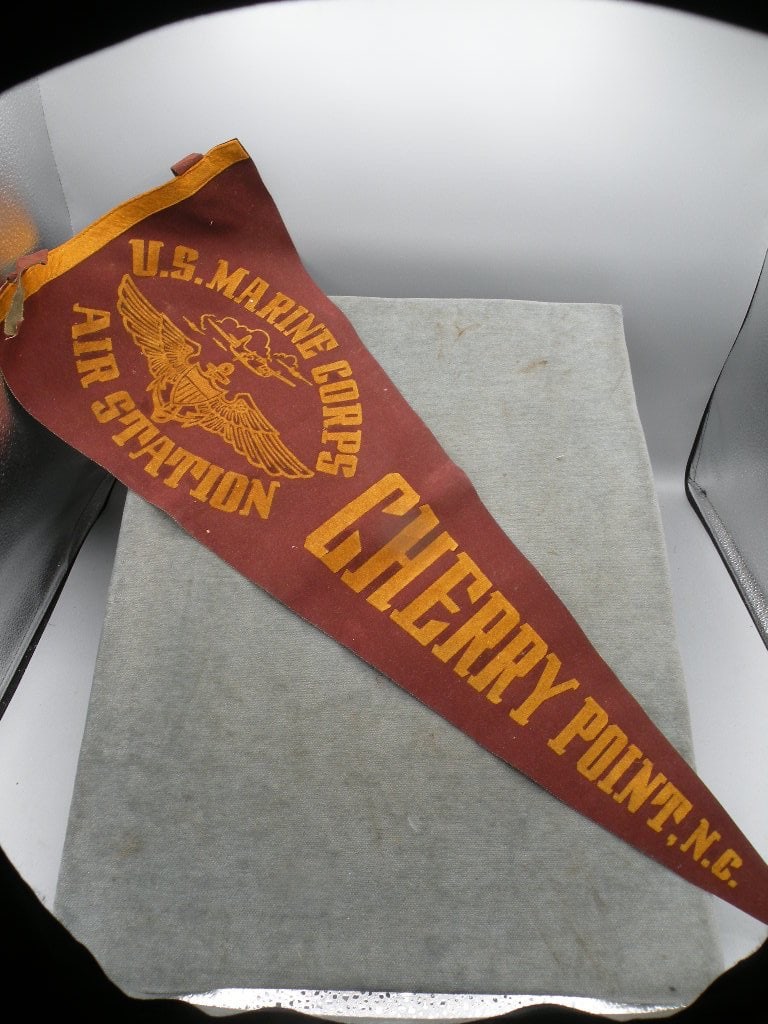 U.S. MARINE CORPS
AIR STATION
CHERRY POINT, N.C.